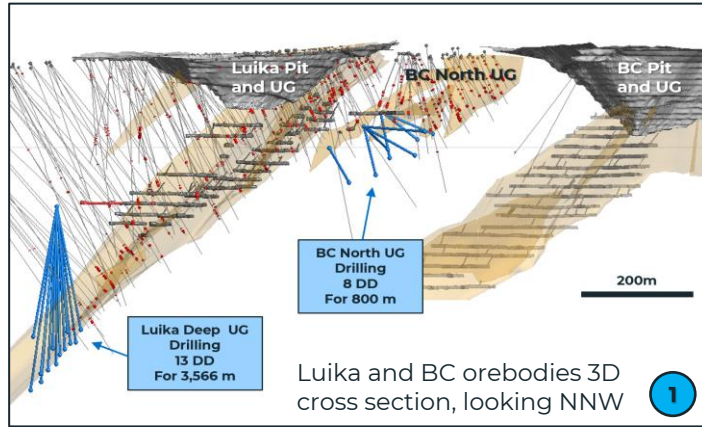 Luika Pit
and UG
BC North UG
BC Pit
and UG
BC North UG
Drilling
8 DD
For 800 m
200m
Luika Deep UG
Drilling
13 DD
For 3,566 m
Luika and BC orebodies 3D
cross section, looking NNW
1